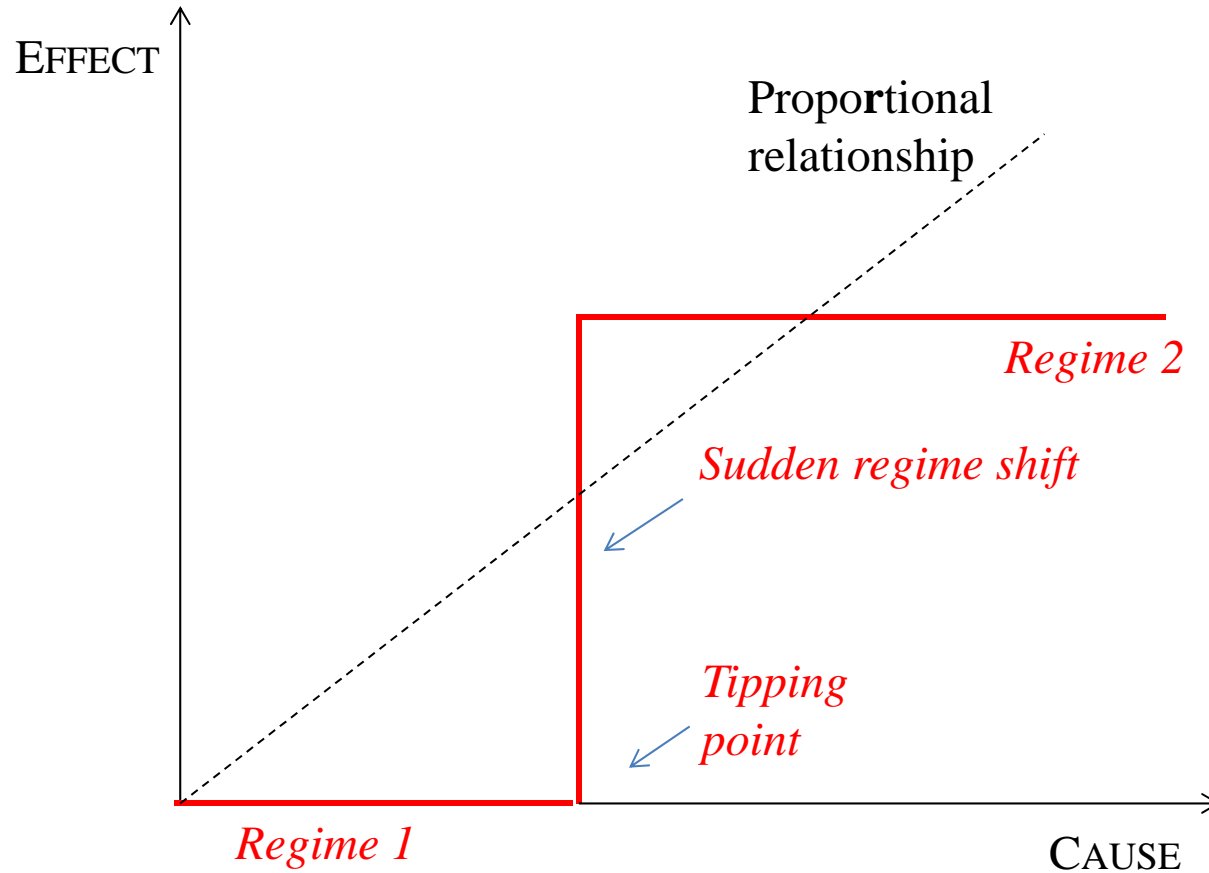 EFFECT
Proportional
relationship
Regime 2
Sudden regime shift
Tipping
point
Regime 1
CAUSE